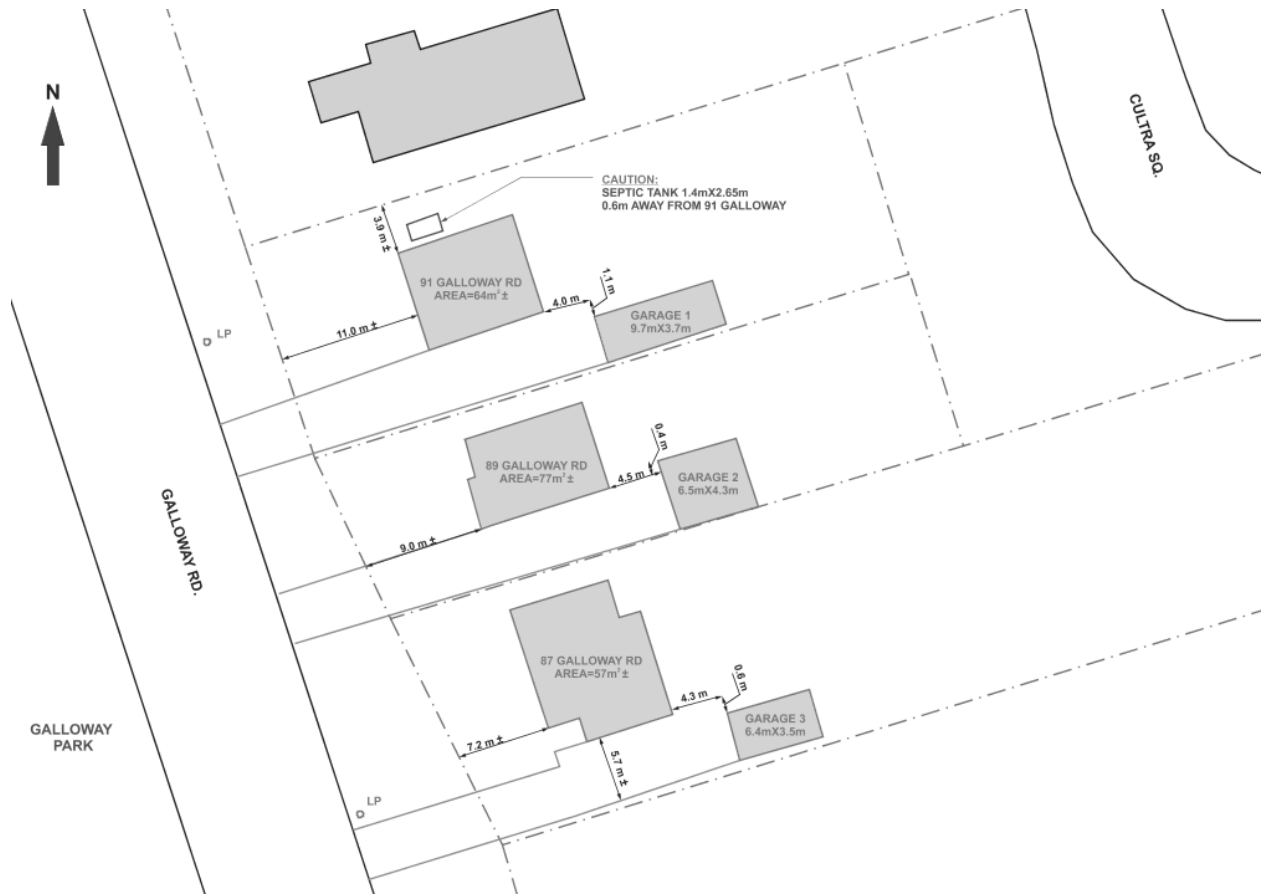 N
CULTRA SQ.
CAUTION:
SEPTIC TANK 1.4mX2.65m
0.6m AWAY FROM 91 GALLOWAY
3.9 m ±
91 GALLOWAY RD
AREA=64m² ±
4.0 m
1.1 m
GARAGE 1
9.7mX3.7m
11.0 m ±
LP
89 GALLOWAY RD
AREA=77m² ±
4.5 m
0.4 m
GARAGE 2
6.5mX4.3m
9.0 m ±
GALLOWAY RD.
87 GALLOWAY RD
AREA=57m² ±
4.3 m
0.6 m
GARAGE 3
6.4mX3.5m
7.2 m ±
5.7 m ±
GALLOWAY
PARK
LP